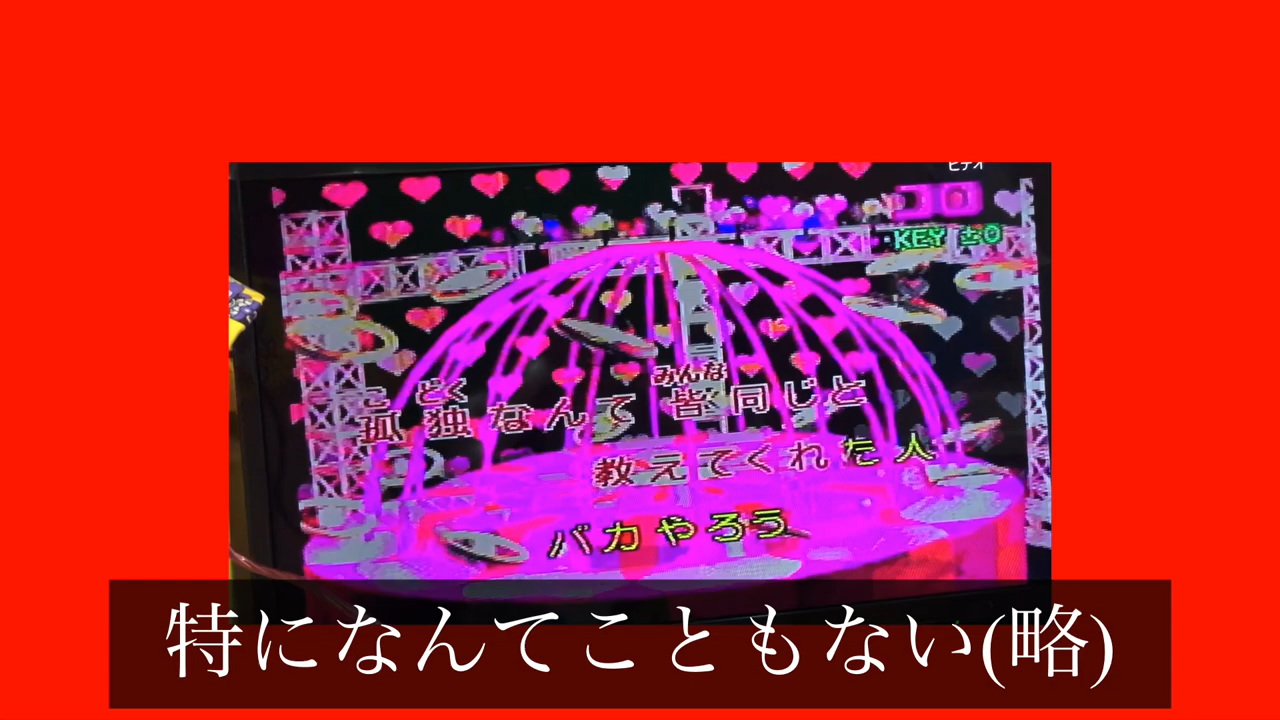 ビデオ
KEY ±0
こ どく みんな
孤独なんて 皆同じと
教えてくれた人
バカやろう
特になんてこともない(略)